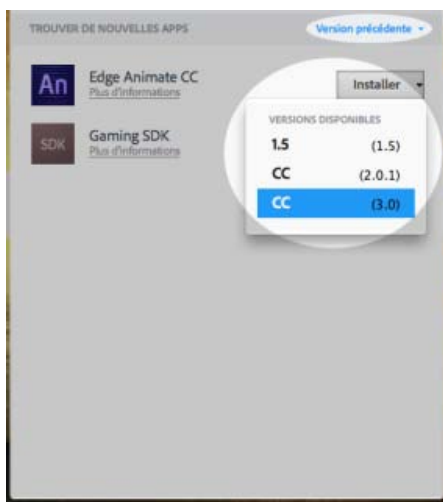 TROUVER DE NOUVELLES APPS
Version précédente
An
Edge Animate CC
Plus d'informations
Installer
SDK
Gaming SDK
Plus d'informations
VERSIONS DISPONIBLES
1.5 (1.5)
CC (2.0.1)
CC (3.0)